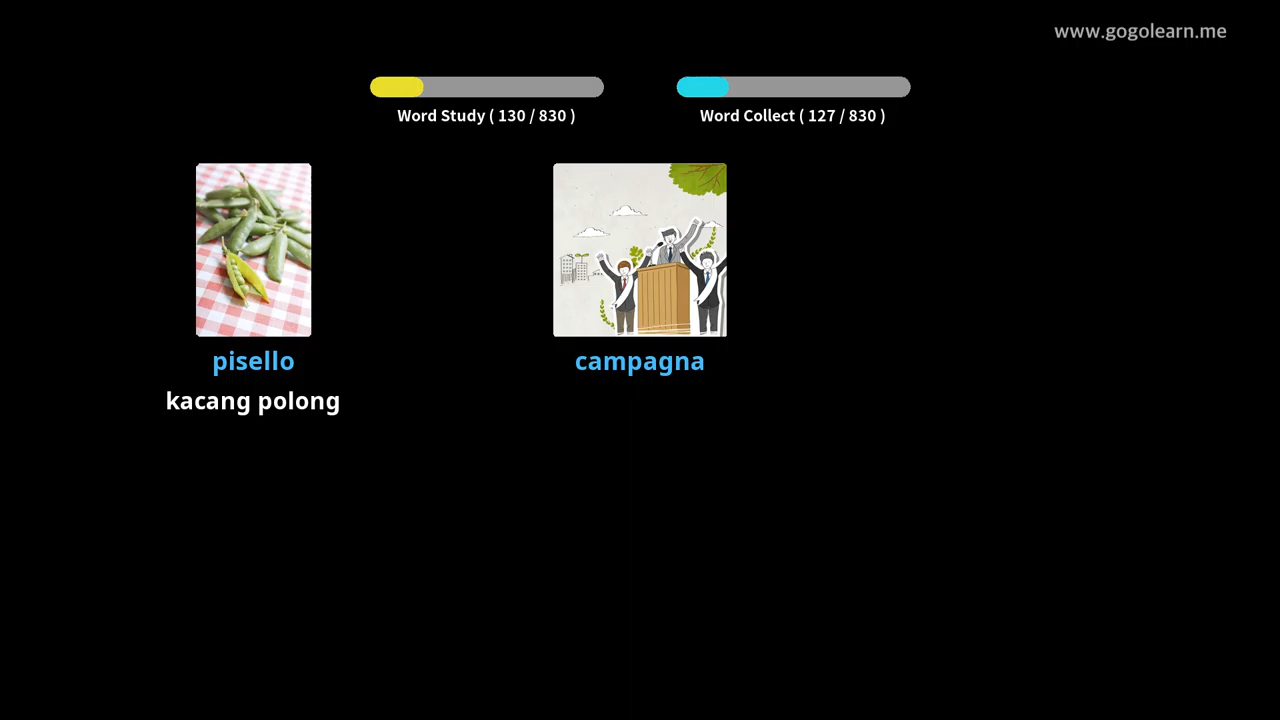 www.gogolearn.me
Word Study ( 130 / 830 )
Word Collect ( 127 / 830 )
pisello
campagna
kacang polong